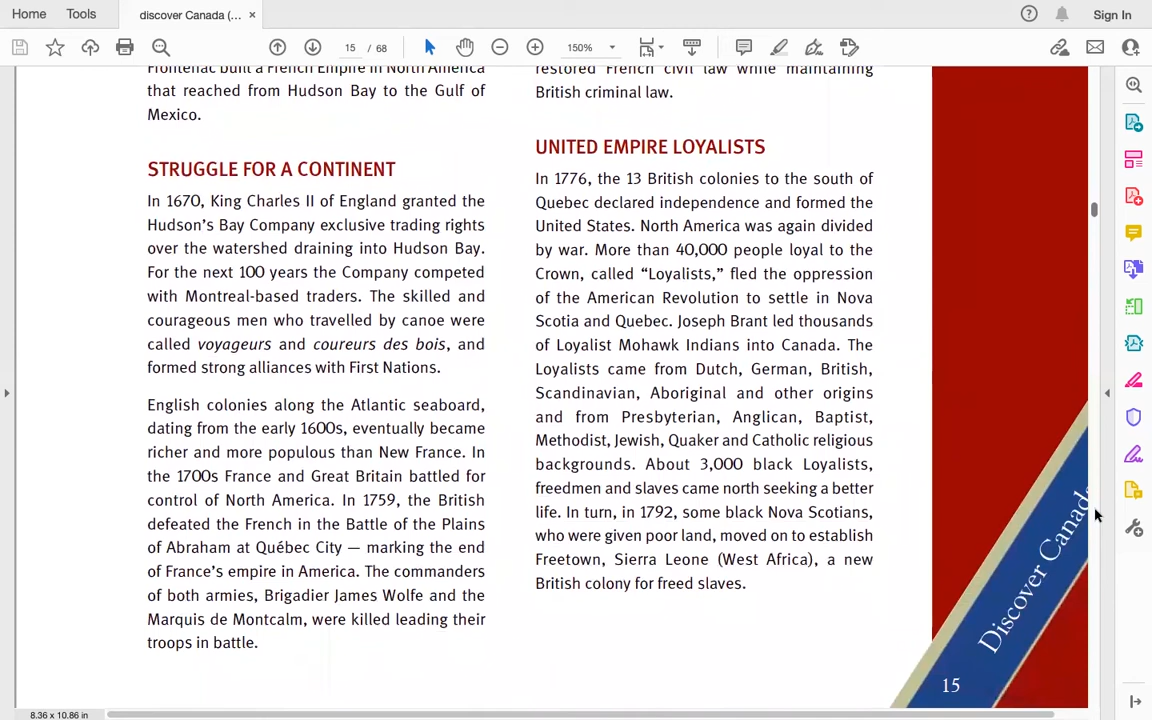 Home Tools discover Canada (... × Sign In
15 / 68 150%
Frontenac built a French Empire in North America
that reached from Hudson Bay to the Gulf of
Mexico.
STRUGGLE FOR A CONTINENT
In 1670, King Charles II of England granted the
Hudson's Bay Company exclusive trading rights
over the watershed draining into Hudson Bay.
For the next 100 years the Company competed
with Montreal-based traders. The skilled and
courageous men who travelled by canoe were
called voyageurs and coureurs des bois, and
formed strong alliances with First Nations.
English colonies along the Atlantic seaboard,
dating from the early 1600s, eventually became
richer and more populous than New France. In
the 1700s France and Great Britain battled for
control of North America. In 1759, the British
defeated the French in the Battle of the Plains
of Abraham at Québec City — marking the end
of France's empire in America. The commanders
of both armies, Brigadier James Wolfe and the
Marquis de Montcalm, were killed leading their
troops in battle.
restored French civil law while maintaining
British criminal law.
UNITED EMPIRE LOYALISTS
In 1776, the 13 British colonies to the south of
Quebec declared independence and formed the
United States. North America was again divided
by war. More than 40,000 people loyal to the
Crown, called “Loyalists,” fled the oppression
of the American Revolution to settle in Nova
Scotia and Quebec. Joseph Brant led thousands
of Loyalist Mohawk Indians into Canada. The
Loyalists came from Dutch, German, British,
Scandinavian, Aboriginal and other origins
and from Presbyterian, Anglican, Baptist,
Methodist, Jewish, Quaker and Catholic religious
backgrounds. About 3,000 black Loyalists,
freedmen and slaves came north seeking a better
life. In turn, in 1792, some black Nova Scotians,
who were given poor land, moved on to establish
Freetown, Sierra Leone (West Africa), a new
British colony for freed slaves.
Discover Canada
15
8.36 x 10.86 in